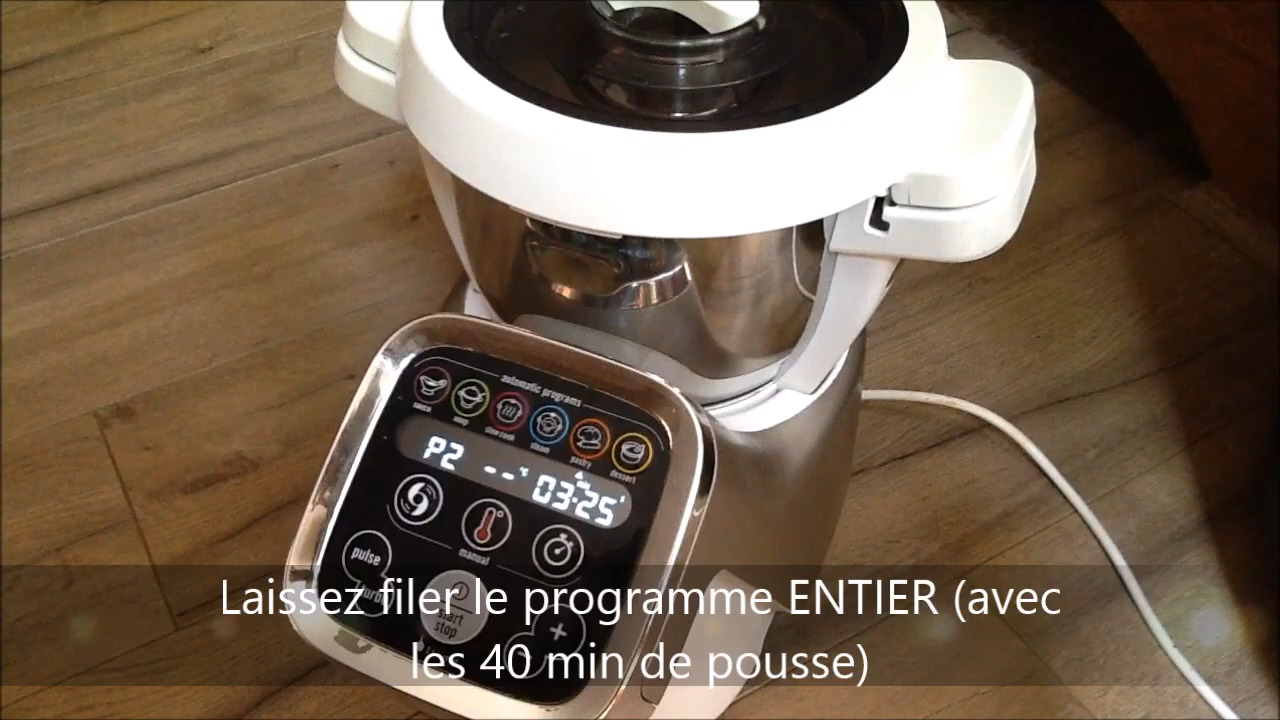 automatic programs
sauce soup slow cook steam pastry dessert
P2 --°c 03:25'
manual
pulse
turbo
start
stop
+
-
Laissez filer le programme ENTIER (avec
les 40 min de pousse)